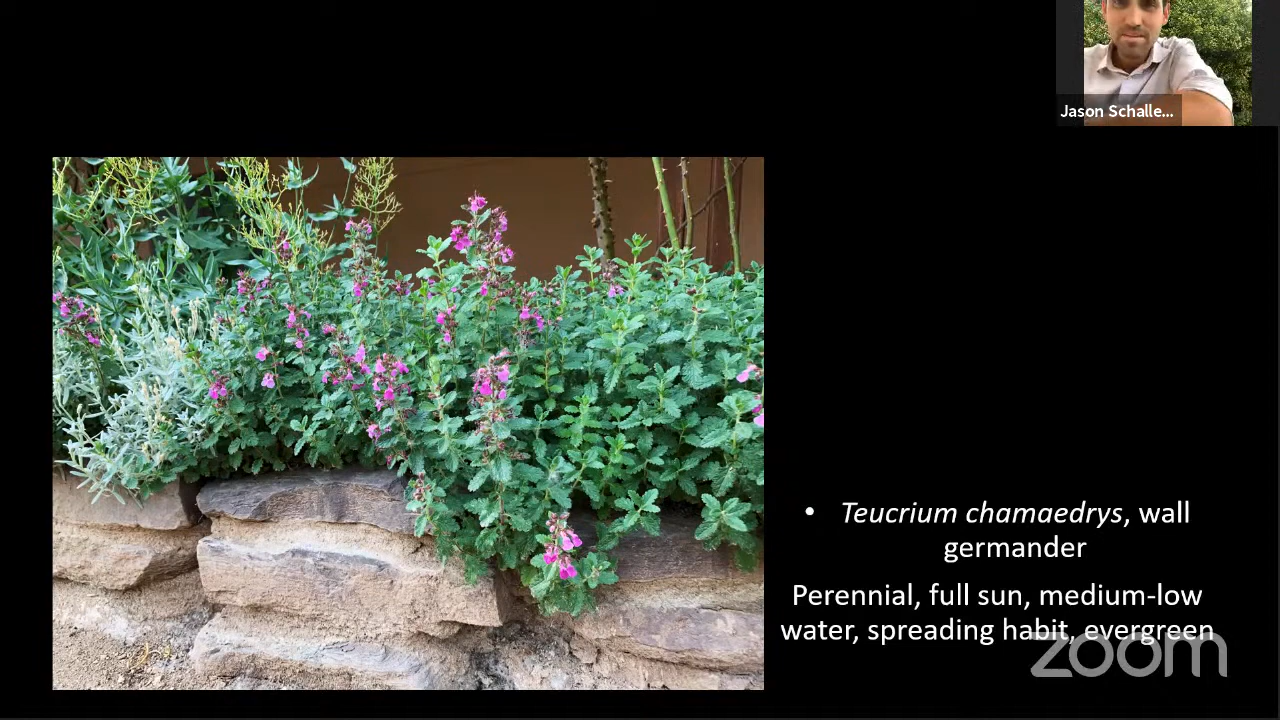 Jason Schalle...
• Teucrium chamaedrys, wall
germander
Perennial, full sun, medium-low
water, spreading habit, evergreen
zoom